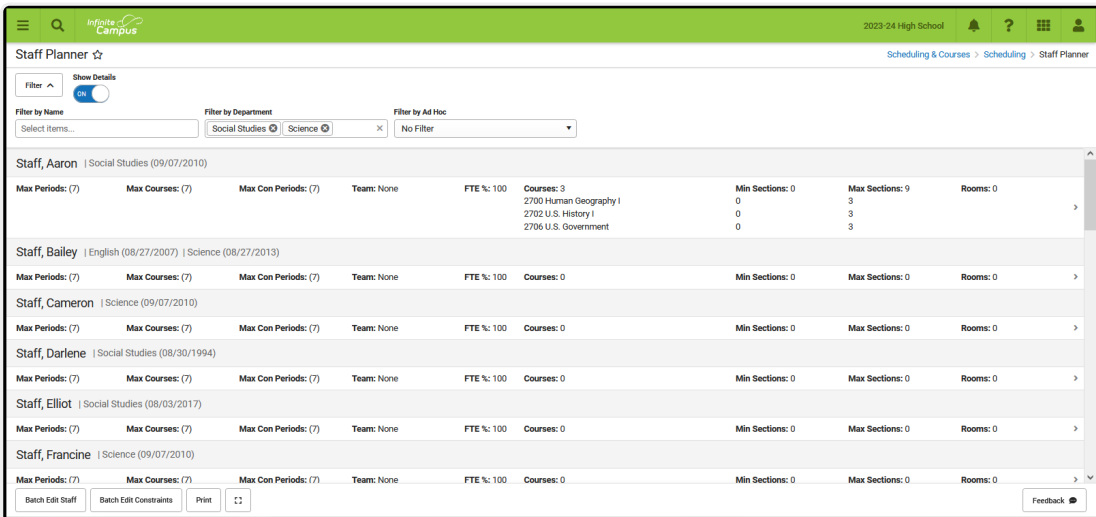 Infinite Campus 2023-24 High School ?
Staff Planner Scheduling & Courses > Scheduling > Staff Planner
Filter Show Details
ON
Filter by Name Filter by Department Filter by Ad Hoc
Select items... Social Studies Science × No Filter
Staff, Aaron | Social Studies (09/07/2010)
Max Periods: (7) Max Courses: (7) Max Con Periods: (7) Team: None FTE %: 100 Courses: 3 Min Sections: 0 Max Sections: 9 Rooms: 0
2700 Human Geography I 0 3
2702 U.S. History I 0 3
2706 U.S. Government 0 3
Staff, Bailey | English (08/27/2007) | Science (08/27/2013)
Max Periods: (7) Max Courses: (7) Max Con Periods: (7) Team: None FTE %: 100 Courses: 0 Min Sections: 0 Max Sections: 0 Rooms: 0
Staff, Cameron | Science (09/07/2010)
Max Periods: (7) Max Courses: (7) Max Con Periods: (7) Team: None FTE %: 100 Courses: 0 Min Sections: 0 Max Sections: 0 Rooms: 0
Staff, Darlene | Social Studies (08/30/1994)
Max Periods: (7) Max Courses: (7) Max Con Periods: (7) Team: None FTE %: 100 Courses: 0 Min Sections: 0 Max Sections: 0 Rooms: 0
Staff, Elliot | Social Studies (08/03/2017)
Max Periods: (7) Max Courses: (7) Max Con Periods: (7) Team: None FTE %: 100 Courses: 0 Min Sections: 0 Max Sections: 0 Rooms: 0
Staff, Francine | Science (09/07/2010)
Max Periods: (7) Max Courses: (7) Max Con Periods: (7) Team: None FTE %: 100 Courses: 0 Min Sections: 0 Max Sections: 0 Rooms: 0
Batch Edit Staff Batch Edit Constraints Print Feedback